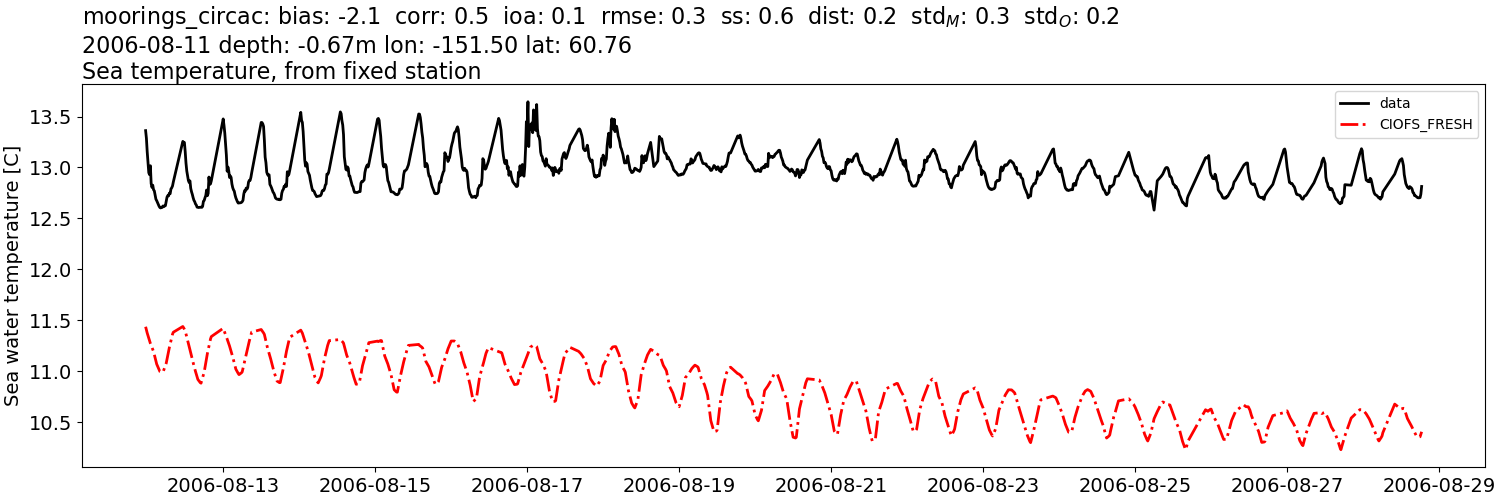 moorings_circac: bias: -2.1  corr: 0.5  ioa: 0.1  rmse: 0.3  ss: 0.6  dist: 0.2  std_M: 0.3  std_O: 0.2
2006-08-11 depth: -0.67m lon: -151.50 lat: 60.76
Sea temperature, from fixed station
data
CIOFS_FRESH
Sea water temperature [C]
13.5
13.0
12.5
12.0
11.5
11.0
10.5
2006-08-13 2006-08-15 2006-08-17 2006-08-19 2006-08-21 2006-08-23 2006-08-25 2006-08-27 2006-08-29